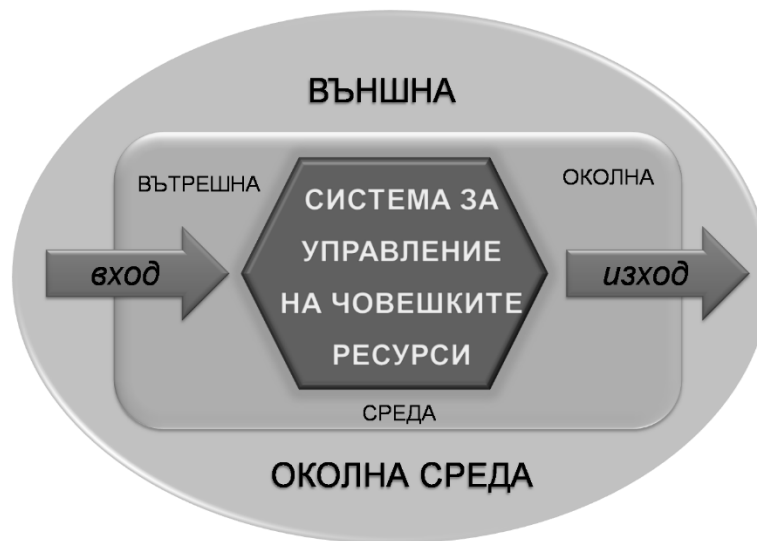 ВЪНШНА
ВЪТРЕШНА
ОКОЛНА
СИСТЕМА ЗА
УПРАВЛЕНИЕ
НА ЧОВЕШКИТЕ
РЕСУРСИ
вход
изход
СРЕДА
ОКОЛНА СРЕДА